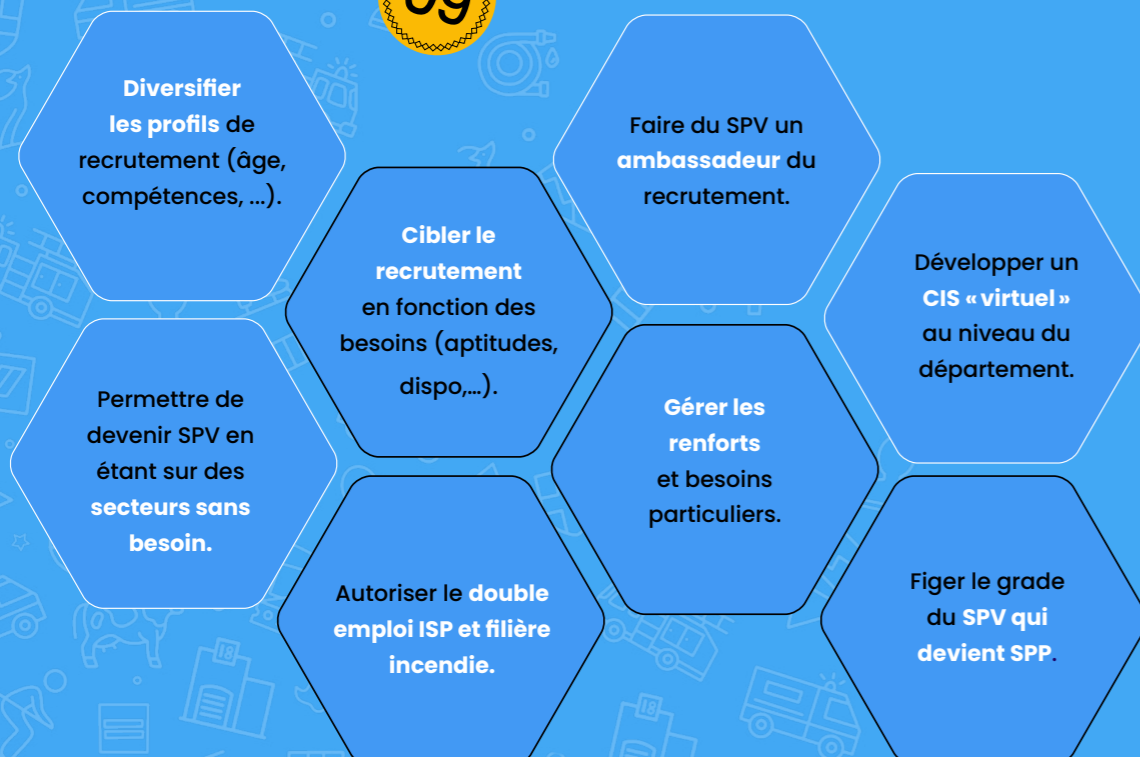 09
Diversifier
les profils de
recrutement (âge,
compétences, ...).
Faire du SPV un
ambassadeur du
recrutement.
Cibler le
recrutement
en fonction des
besoins (aptitudes,
dispo,...).
Développer un
CIS « virtuel »
au niveau du
département.
Permettre de
devenir SPV en
étant sur des
secteurs sans
besoin.
Gérer les
renforts
et besoins
particuliers.
Autoriser le double
emploi ISP et filière
incendie.
Figer le grade
du SPV qui
devient SPP.
18
18